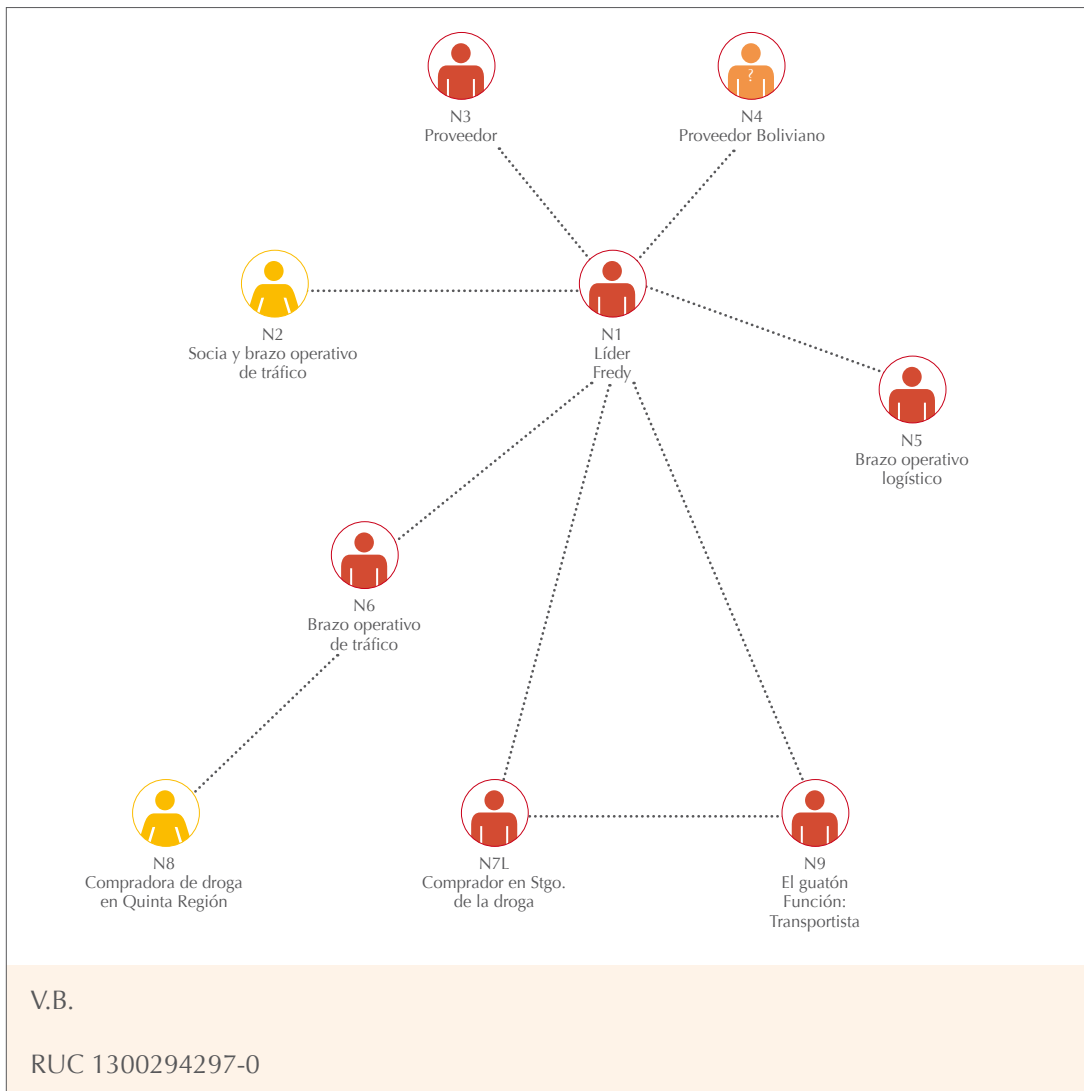 N3
Proveedor
?
N4
Proveedor Boliviano
N2
Socia y brazo operativo
de tráfico
N1
Líder
Fredy
N5
Brazo operativo
logístico
N6
Brazo operativo
de tráfico
N8
Compradora de droga
en Quinta Región
N7L
Comprador en Stgo.
de la droga
N9
El guatón
Función:
Transportista
V.B.
RUC 1300294297-0